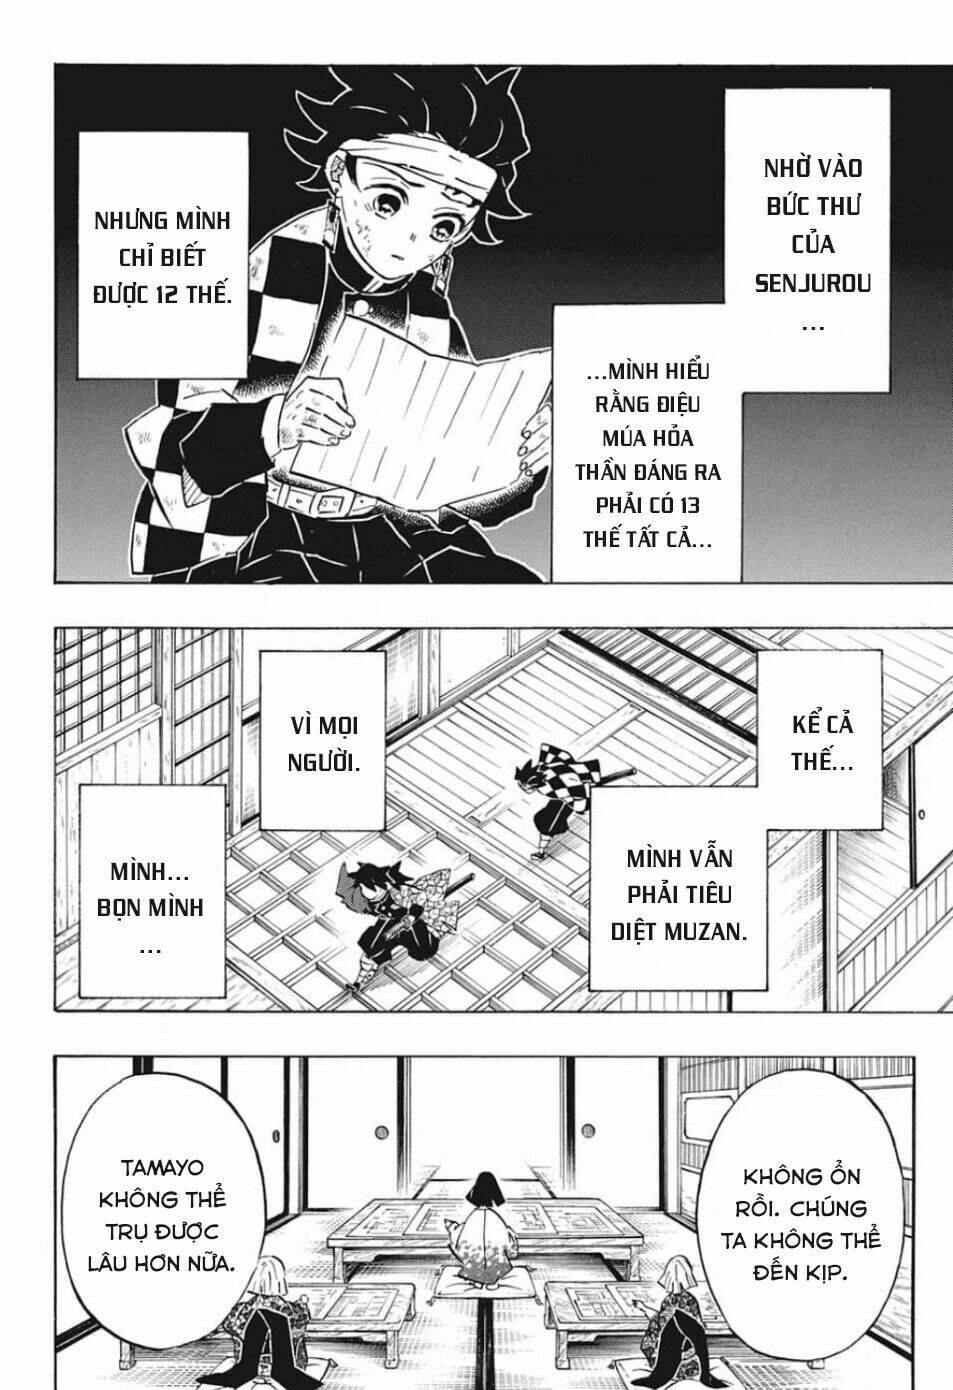 NHỜ VÀO
BỨC THƯ
CỦA
SENJUROU
...
...MÌNH HIỂU
RẰNG ĐIỆU
MÚA HỎA
THẦN ĐÁNG RA
PHẢI CÓ 13
THẾ TẤT CẢ...
NHƯNG MÌNH
CHỈ BIẾT
ĐƯỢC 12 THẾ.
KỂ CẢ
THẾ...
MÌNH VẪN
PHẢI TIÊU
DIỆT MUZAN.
VÌ MỌI
NGƯỜI.
MÌNH...
BỌN MÌNH
...
KHÔNG ỔN
RỒI. CHÚNG
TA KHÔNG THỂ
ĐẾN KỊP.
TAMAYO
KHÔNG THỂ
TRỤ ĐƯỢC
LÂU HƠN NỮA.